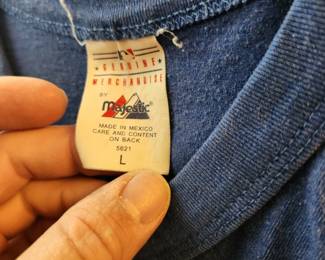 GENUINE
MERCHANDISE
BY
Majestic
MADE IN MEXICO
CARE AND CONTENT
ON BACK
5621
L